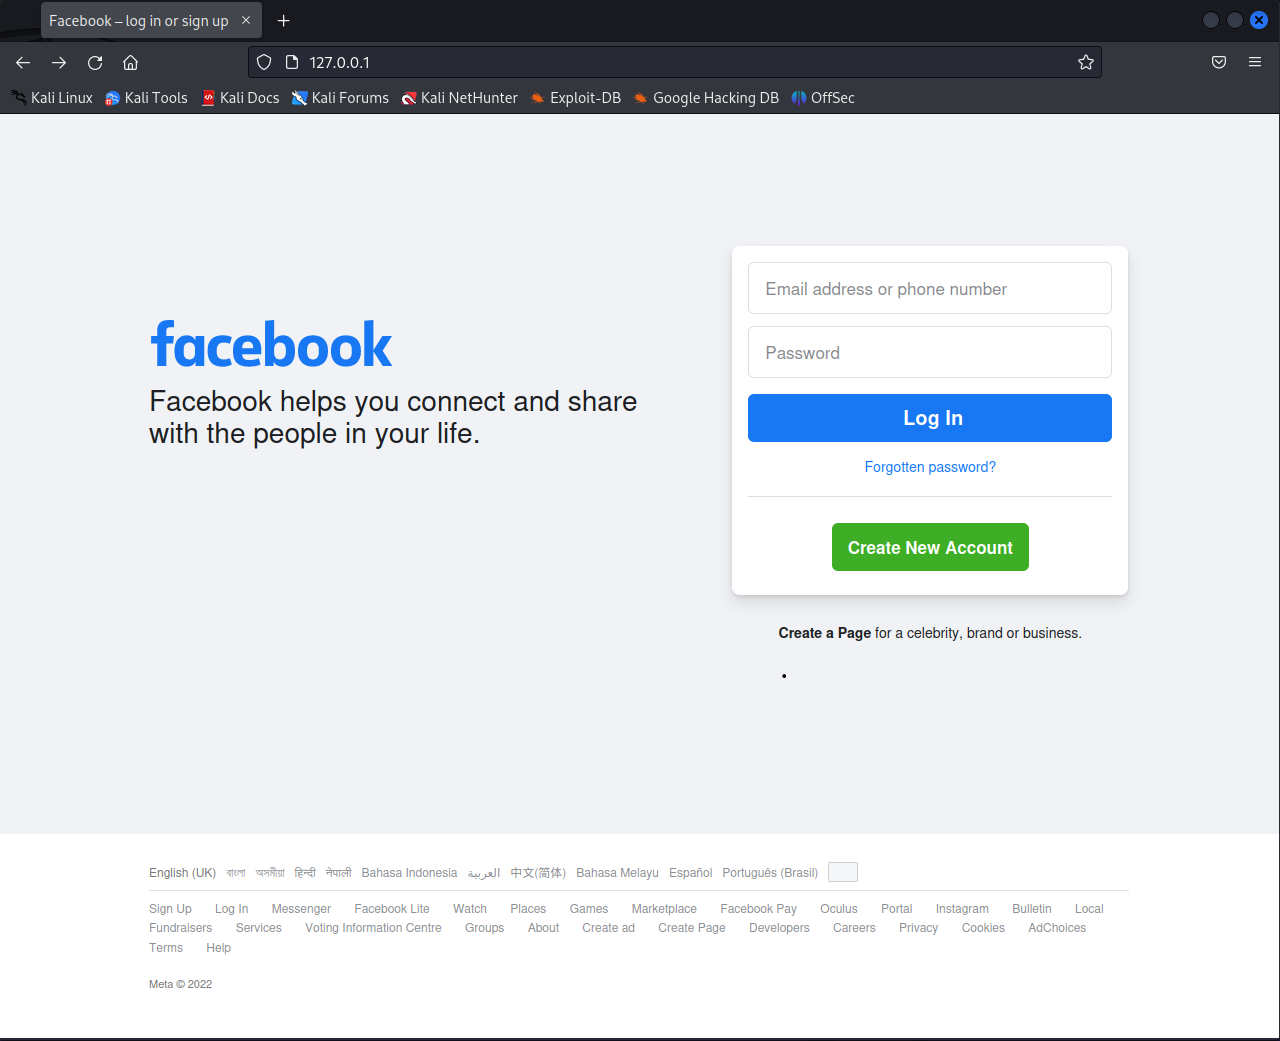 Facebook – log in or sign up
127.0.0.1
Kali Linux Kali Tools Kali Docs Kali Forums Kali NetHunter Exploit-DB Google Hacking DB OffSec
Email address or phone number
facebook
Password
Facebook helps you connect and share
with the people in your life.
Log In
Forgotten password?
Create New Account
Create a Page for a celebrity, brand or business.
English (UK) বাংলা অসমীয়া हिन्दी नेपाली Bahasa Indonesia العربية 中文(简体) Bahasa Melayu Español Português (Brasil)
Sign Up Log In Messenger Facebook Lite Watch Places Games Marketplace Facebook Pay Oculus Portal Instagram Bulletin Local
Fundraisers Services Voting Information Centre Groups About Create ad Create Page Developers Careers Privacy Cookies AdChoices
Terms Help
Meta © 2022